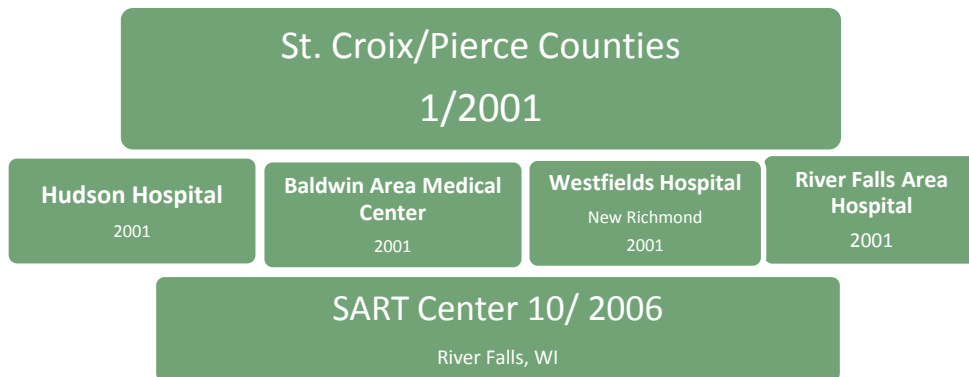 St. Croix/Pierce Counties
1/2001
Hudson Hospital
2001
Baldwin Area Medical
Center
2001
Westfields Hospital
New Richmond
2001
River Falls Area
Hospital
2001
SART Center 10/ 2006
River Falls, WI